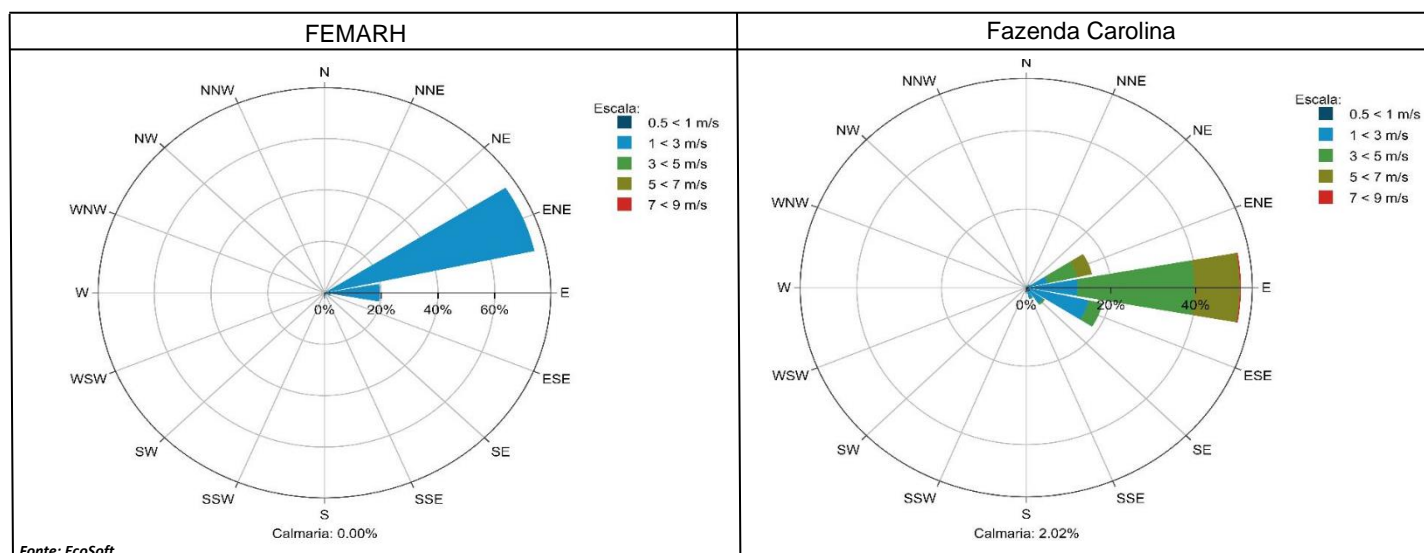 FEMARH
N
NNW
NNE
NW
NE
WNW
ENE
W
E
0%
20%
40%
60%
WSW
ESE
SW
SE
SSW
SSE
S
Escala:
0.5 < 1 m/s
1 < 3 m/s
3 < 5 m/s
5 < 7 m/s
7 < 9 m/s
Calmaria: 0.00%
Fonte: EcoSoft
Fazenda Carolina
N
NNW
NNE
NW
NE
WNW
ENE
W
E
0%
20%
40%
WSW
ESE
SW
SE
SSW
SSE
S
Escala:
0.5 < 1 m/s
1 < 3 m/s
3 < 5 m/s
5 < 7 m/s
7 < 9 m/s
Calmaria: 2.02%